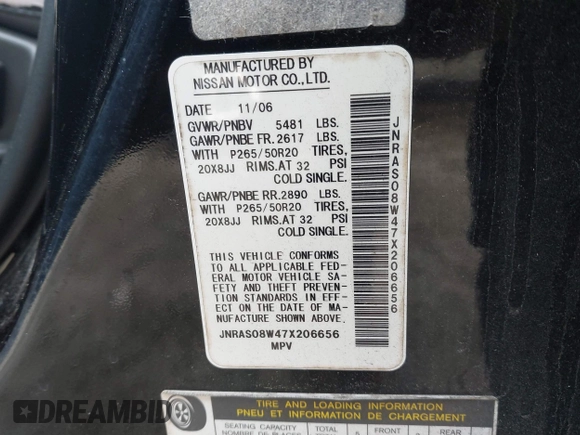 MANUFACTURED BY
NISSAN MOTOR CO., LTD.
DATE 11/06
GVWR/PNBV 5481 LBS.
GAWR/PNBE FR. 2617 LBS.
WITH P265/50R20 TIRES,
20X8JJ RIMS. AT 32 PSI
COLD SINGLE.
GAWR/PNBE RR. 2890 LBS.
WITH P265/50R20 TIRES,
20X8JJ RIMS. AT 32 PSI
COLD SINGLE.
THIS VEHICLE CONFORMS
TO ALL APPLICABLE FED-
ERAL MOTOR VEHICLE SA-
FETY AND THEFT PREVEN-
TION STANDARDS IN EFF-
ECT ON THE DATE OF MA-
NUFACTURE SHOWN ABOVE.
JNRAS08W47X206656
MPV
JNRAS08W47X206656
TIRE AND LOADING INFORMATION
PNEU ET INFORMATION DE CHARGEMENT
SEATING CAPACITY TOTAL FRONT REAR
NOMBRE DE PLACES
DREAMBID